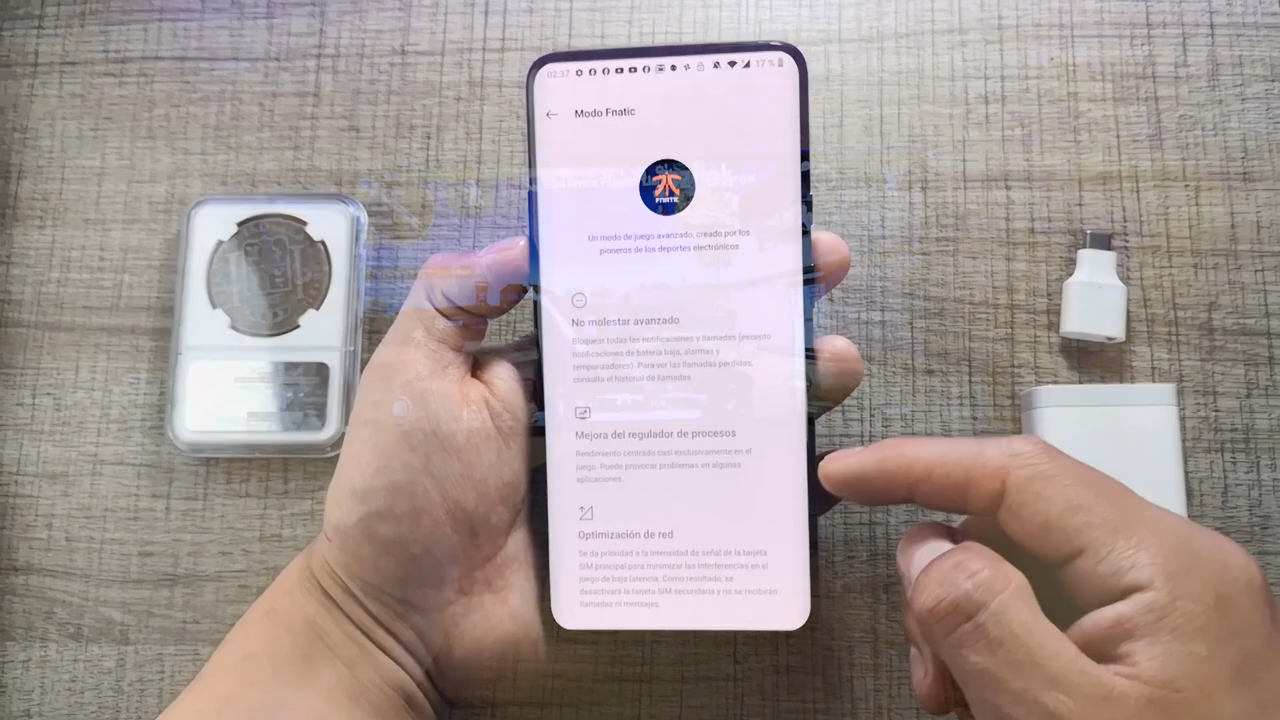 02:37
17 %
Modo Fnatic
FNATIC
Un modo de juego avanzado, creado por los
pioneros de los deportes electrónicos
No molestar avanzado
Bloquear todas las notificaciones y llamadas (excepto
notificaciones de batería baja, alarmas y
temporizadores). Para ver las llamadas perdidas,
consulta el historial de llamadas.
Mejora del regulador de procesos
Rendimiento centrado casi exclusivamente en el
juego. Puede provocar problemas en algunas
aplicaciones.
Optimización de red
Se da prioridad a la intensidad de señal de la tarjeta
SIM principal para minimizar las interferencias en el
juego de baja latencia. Como resultado, se
desactivará la tarjeta SIM secundaria y no se recibirán
llamadas ni mensajes.